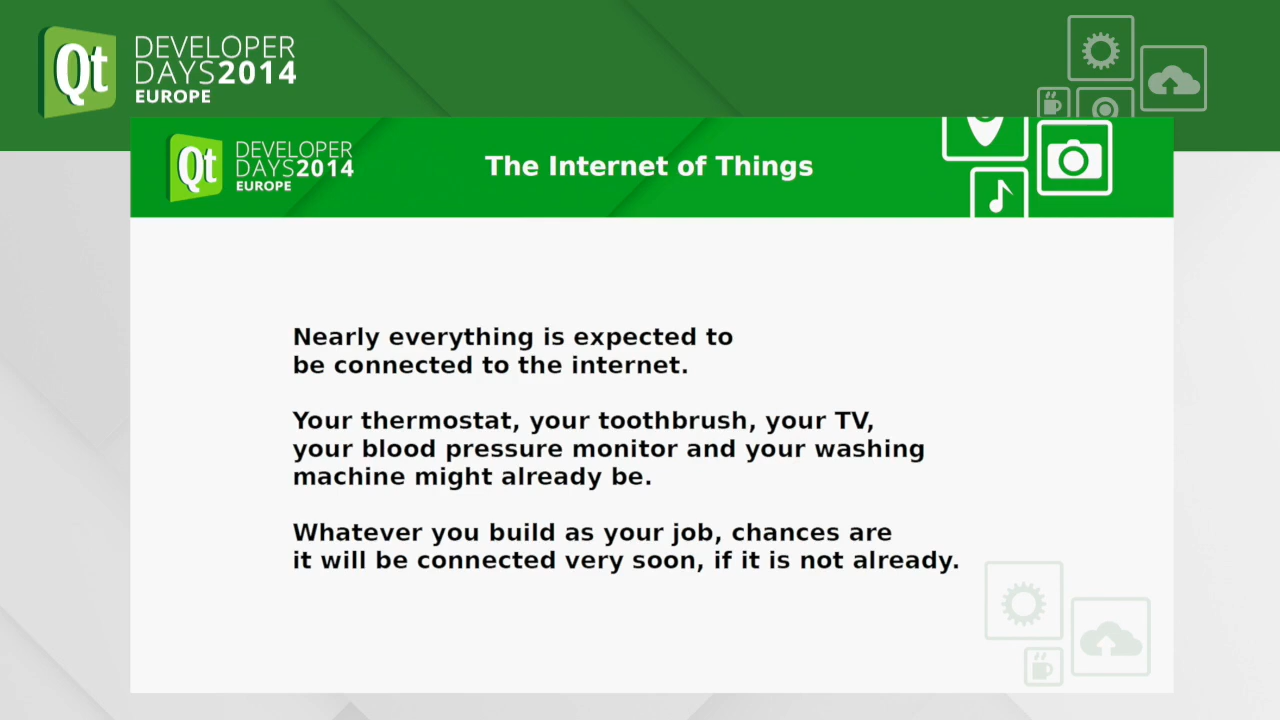 Qt
DEVELOPER
DAYS2014
EUROPE
Qt
DEVELOPER
DAYS2014
EUROPE
The Internet of Things
Nearly everything is expected to
be connected to the internet.
Your thermostat, your toothbrush, your TV,
your blood pressure monitor and your washing
machine might already be.
Whatever you build as your job, chances are
it will be connected very soon, if it is not already.